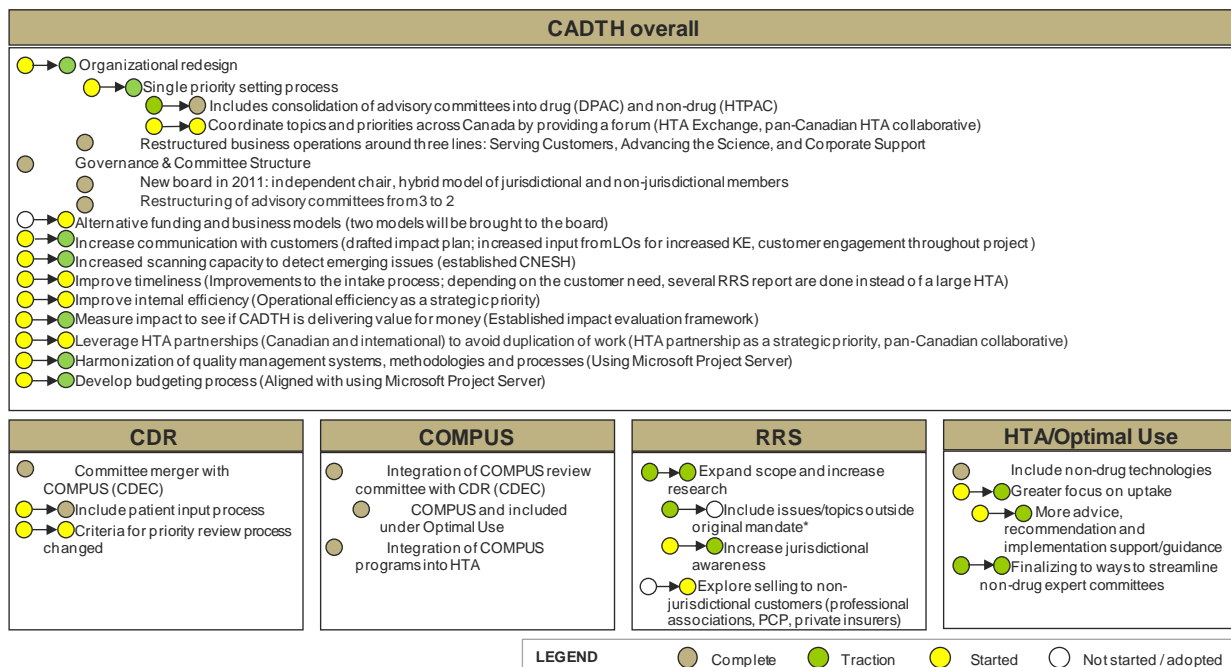 CADTH overall
Organizational redesign
Single priority setting process
Includes consolidation of advisory committees into drug (DPAC) and non-drug (HTPAC)
Coordinate topics and priorities across Canada by providing a forum (HTA Exchange, pan-Canadian HTA collaborative)
Restructured business operations around three lines: Serving Customers, Advancing the Science, and Corporate Support
Governance & Committee Structure
New board in 2011: independent chair, hybrid model of jurisdictional and non-jurisdictional members
Restructuring of advisory committees from 3 to 2
Alternative funding and business models (two models will be brought to the board)
Increase communication with customers (drafted impact plan; increased input from LOs for increased KE, customer engagement throughout project )
Increased scanning capacity to detect emerging issues (established CNESH)
Improve timeliness (Improvements to the intake process; depending on the customer need, several RRS report are done instead of a large HTA)
Improve internal efficiency (Operational efficiency as a strategic priority)
Measure impact to see if CADTH is delivering value for money (Established impact evaluation framework)
Leverage HTA partnerships (Canadian and international) to avoid duplication of work (HTA partnership as a strategic priority, pan-Canadian collaborative)
Harmonization of quality management systems, methodologies and processes (Using Microsoft Project Server)
Develop budgeting process (Aligned with using Microsoft Project Server)
CDR
Committee merger with
COMPUS (CDEC)
Include patient input process
Criteria for priority review process
changed
COMPUS
Integration of COMPUS review
committee with CDR (CDEC)
COMPUS and included
under Optimal Use
Integration of COMPUS
programs into HTA
RRS
Expand scope and increase
research
Include issues/topics outside
original mandate*
Increase jurisdictional
awareness
Explore selling to non-
jurisdictional customers (professional
associations, PCP, private insurers)
HTA/Optimal Use
Include non-drug technologies
Greater focus on uptake
More advice,
recommendation and
implementation support/guidance
Finalizing to ways to streamline
non-drug expert committees
LEGEND
Complete
Traction
Started
Not started / adopted